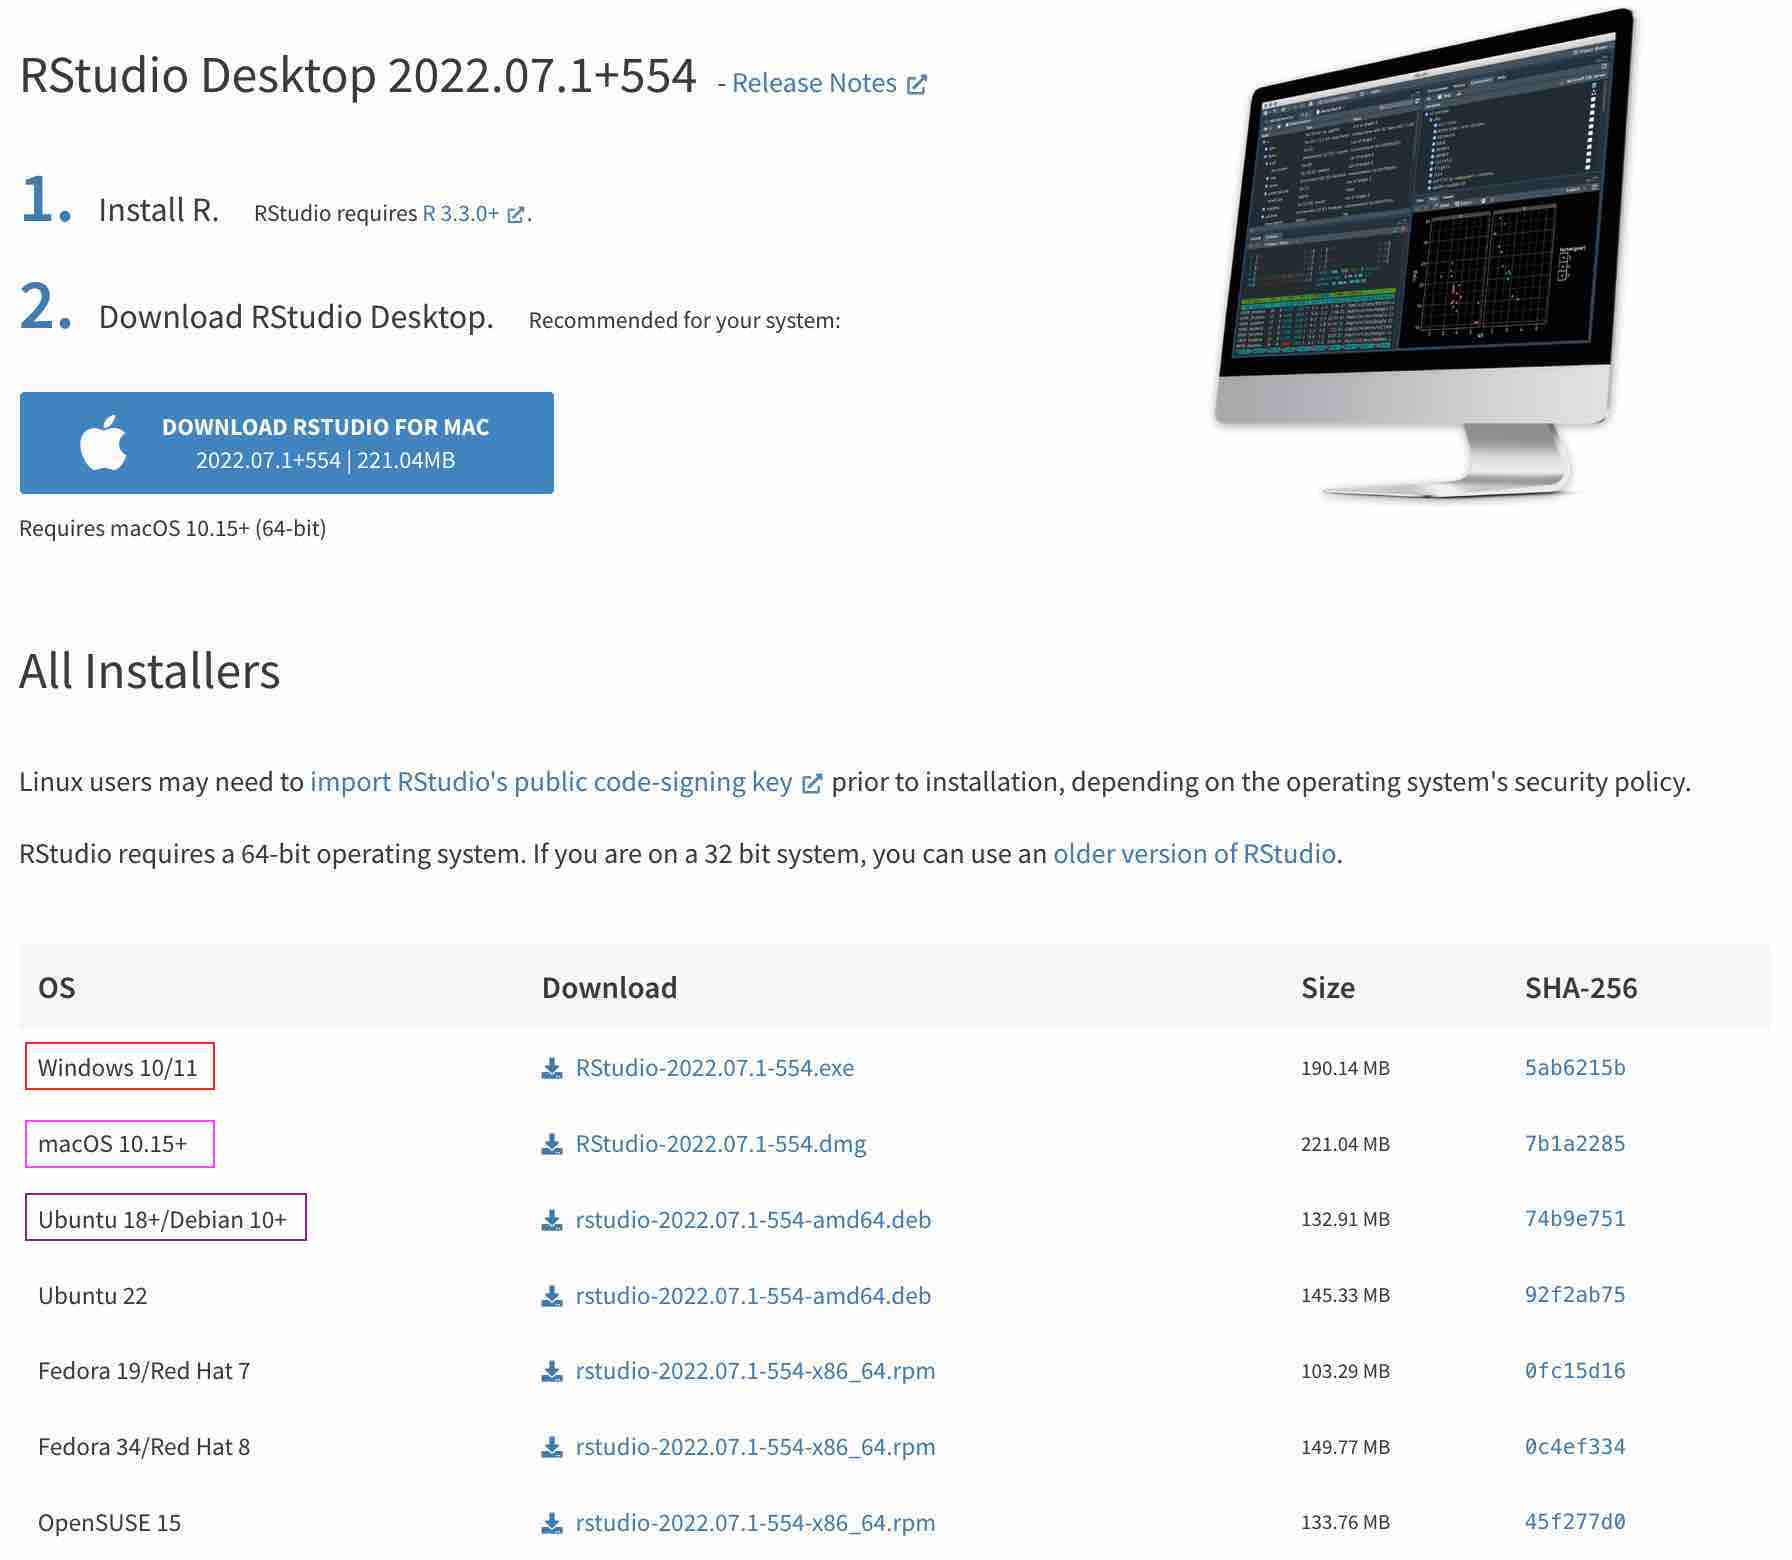 RStudio Desktop 2022.07.1+554 - Release Notes
1. Install R. RStudio requires R 3.3.0+.
2. Download RStudio Desktop. Recommended for your system:
DOWNLOAD RSTUDIO FOR MAC
2022.07.1+554 | 221.04MB
Requires macOS 10.15+ (64-bit)
All Installers
Linux users may need to import RStudio's public code-signing key prior to installation, depending on the operating system's security policy.
RStudio requires a 64-bit operating system. If you are on a 32 bit system, you can use an older version of RStudio.
OS Download Size SHA-256
Windows 10/11 RStudio-2022.07.1-554.exe 190.14 MB 5ab6215b
macOS 10.15+ RStudio-2022.07.1-554.dmg 221.04 MB 7b1a2285
Ubuntu 18+/Debian 10+ rstudio-2022.07.1-554-amd64.deb 132.91 MB 74b9e751
Ubuntu 22 rstudio-2022.07.1-554-amd64.deb 145.33 MB 92f2ab75
Fedora 19/Red Hat 7 rstudio-2022.07.1-554-x86_64.rpm 103.29 MB 0fc15d16
Fedora 34/Red Hat 8 rstudio-2022.07.1-554-x86_64.rpm 149.77 MB 0c4ef334
OpenSUSE 15 rstudio-2022.07.1-554-x86_64.rpm 133.76 MB 45f277d0